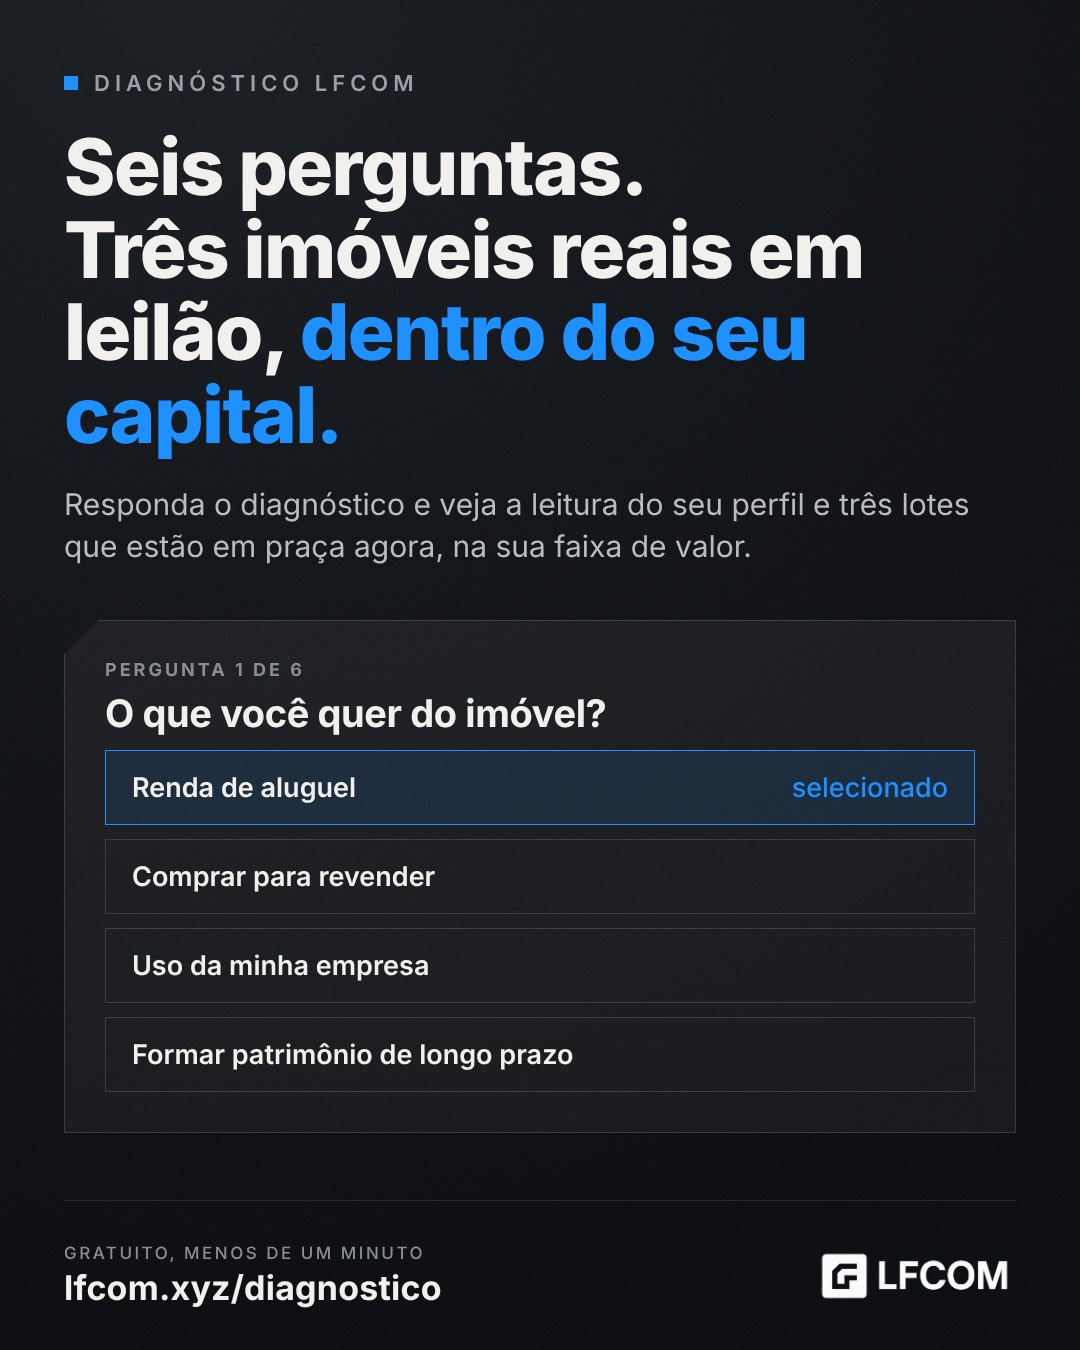 DIAGNÓSTICO LFCOM
Seis perguntas.
Três imóveis reais em
leilão, dentro do seu
capital.
Responda o diagnóstico e veja a leitura do seu perfil e três lotes
que estão em praça agora, na sua faixa de valor.
PERGUNTA 1 DE 6
O que você quer do imóvel?
Renda de aluguel selecionado
Comprar para revender
Uso da minha empresa
Formar patrimônio de longo prazo
GRATUITO, MENOS DE UM MINUTO
lfcom.xyz/diagnostico
LFCOM